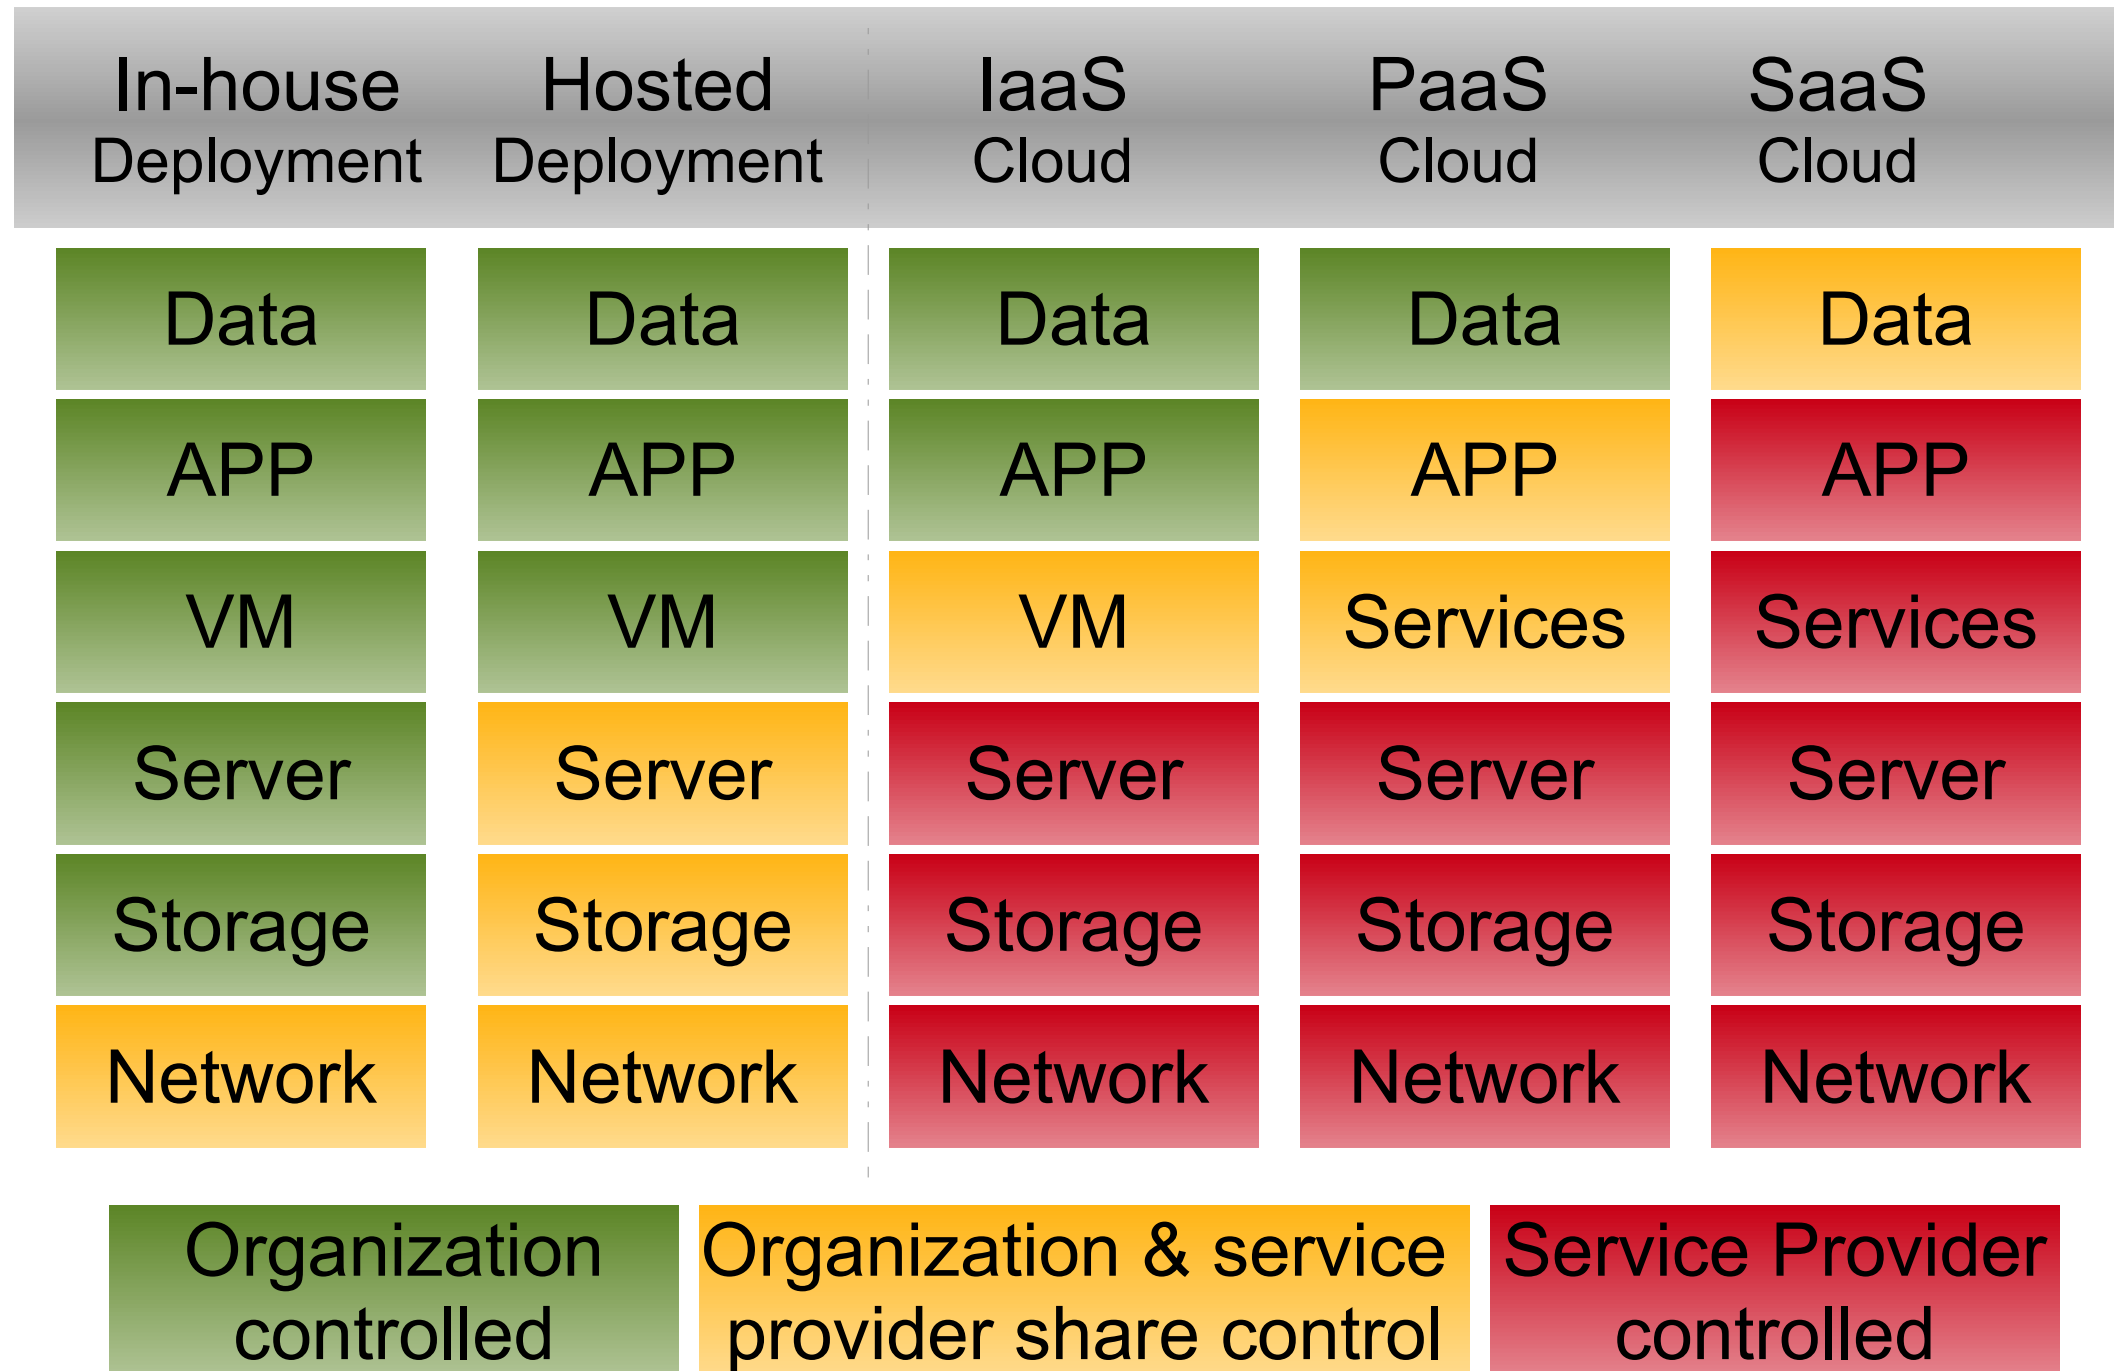 In-house Hosted IaaS PaaS SaaS
Deployment Deployment Cloud Cloud Cloud
Data Data Data Data Data
APP APP APP APP APP
VM VM VM Services Services
Server Server Server Server Server
Storage Storage Storage Storage Storage
Network Network Network Network Network
Organization Organization & service Service Provider
controlled provider share control controlled